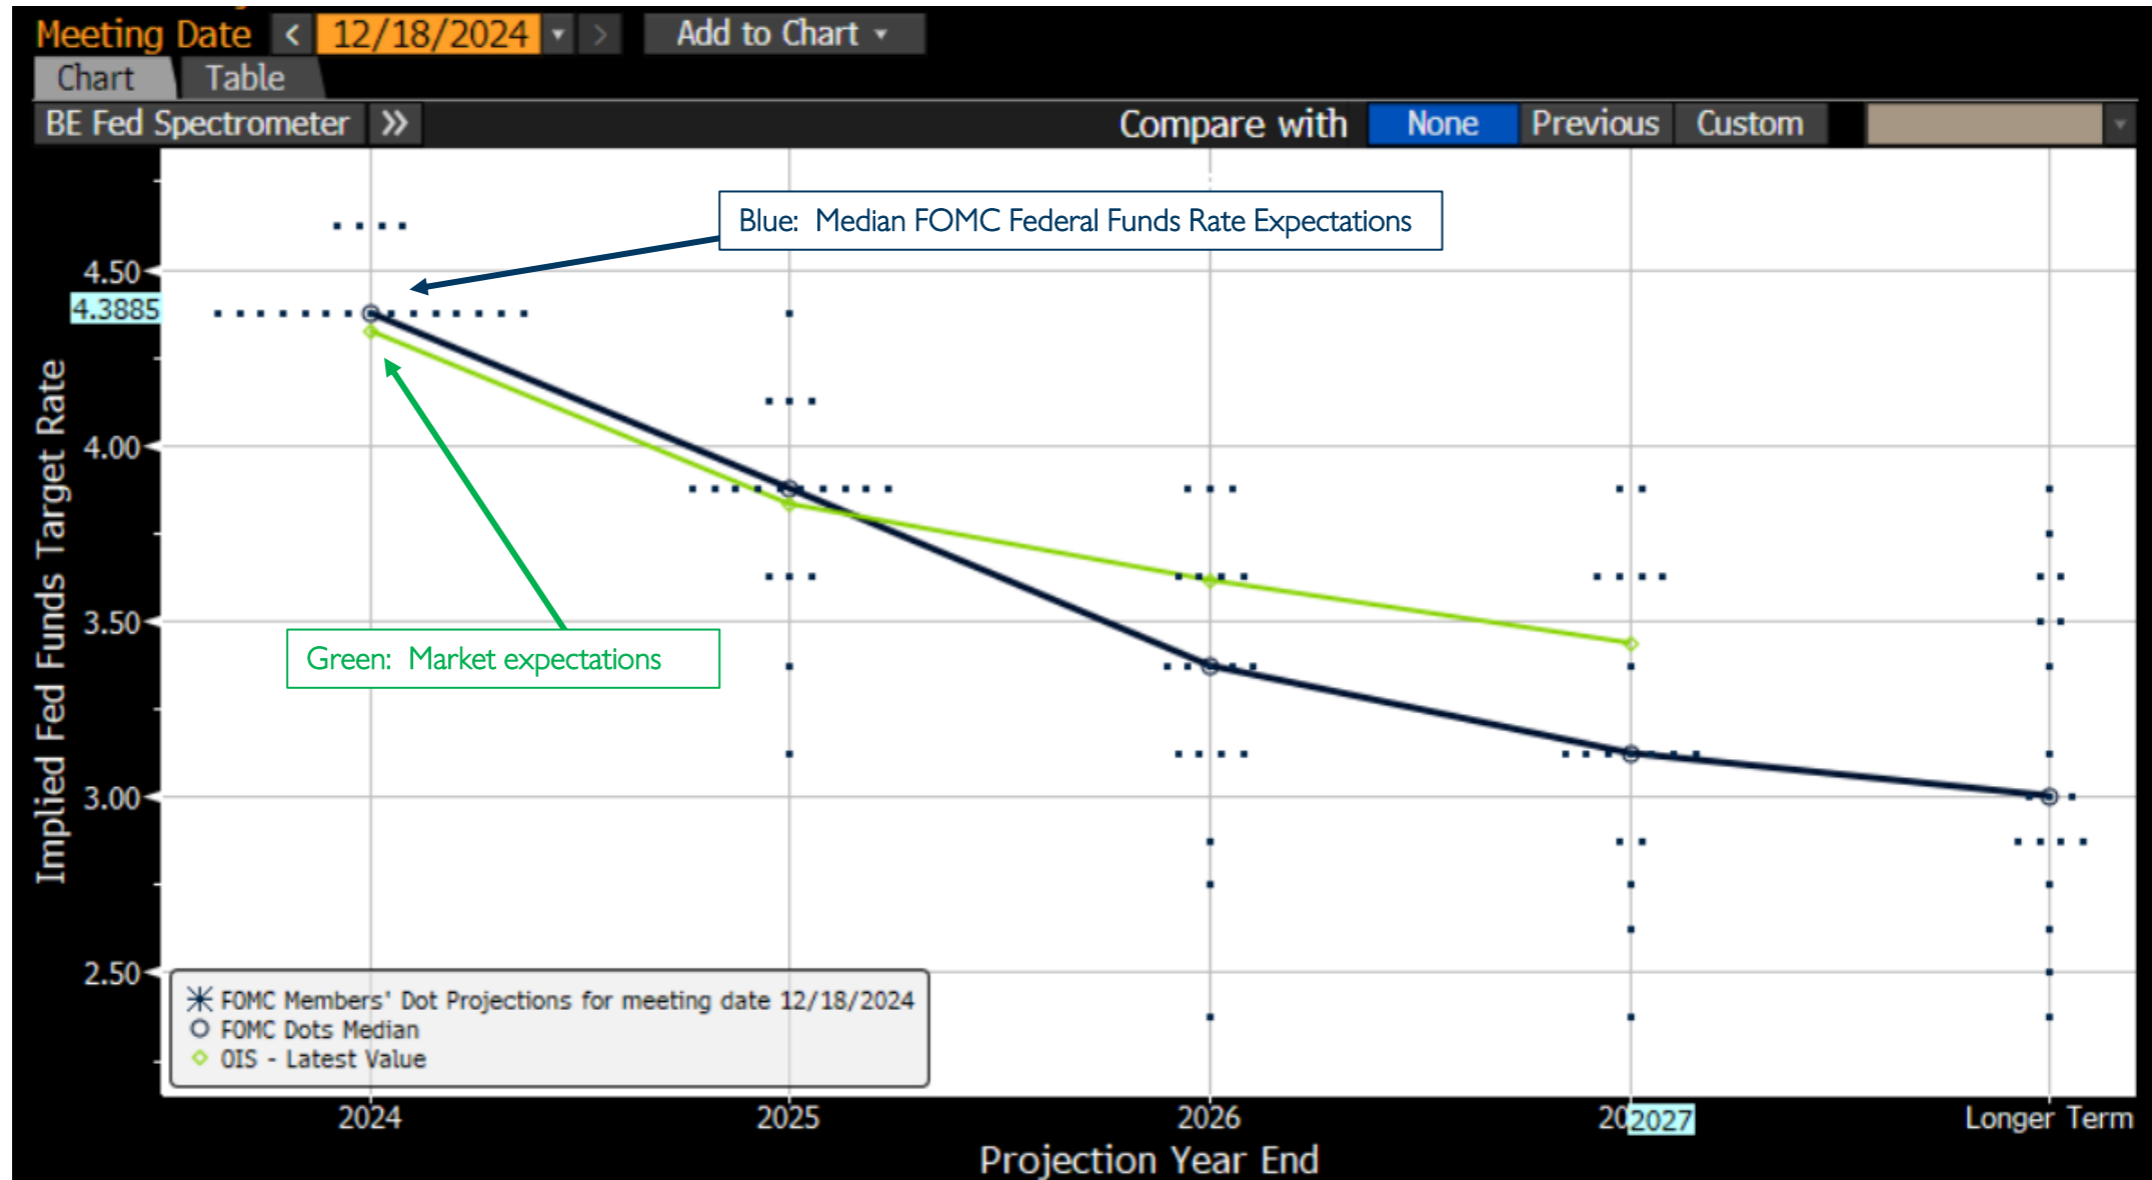 Meeting Date < 12/18/2024 > Add to Chart
Chart Table
BE Fed Spectrometer >> Compare with None Previous Custom
Blue: Median FOMC Federal Funds Rate Expectations
4.50
4.3885
4.00
3.50
3.00
2.50
Implied Fed Funds Target Rate
Green: Market expectations
FOMC Members' Dot Projections for meeting date 12/18/2024
FOMC Dots Median
OIS - Latest Value
2024 2025 2026 202027 Longer Term
Projection Year End